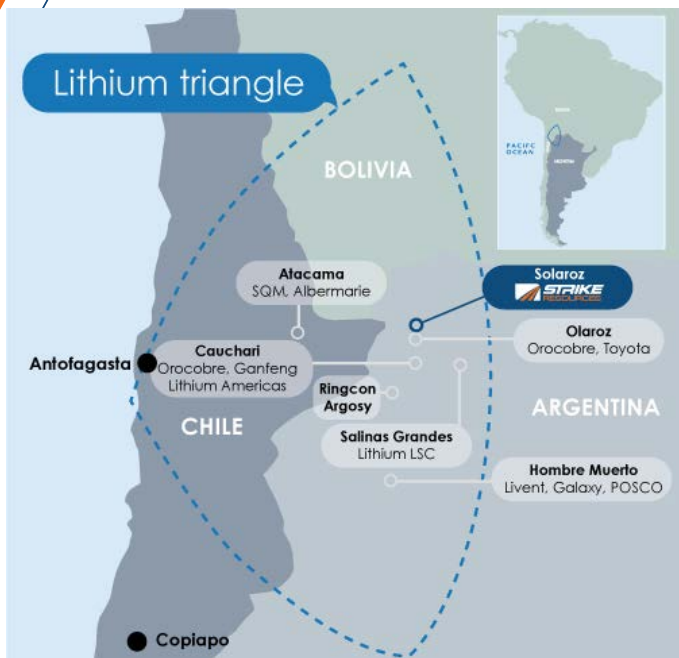 Lithium triangle
BOLIVIA
PACIFIC
OCEAN
Atacama
SQM, Albermarie
Solaroz
STRIKE
RESOURCES
Olaroz
Orocobre, Toyota
Antofagasta
Cauchari
Orocobre, Ganfeng
Lithium Americas
Ringcon
Argosy
CHILE
ARGENTINA
Salinas Grandes
Lithium LSC
Hombre Muerto
Livent, Galaxy, POSCO
Copiapo